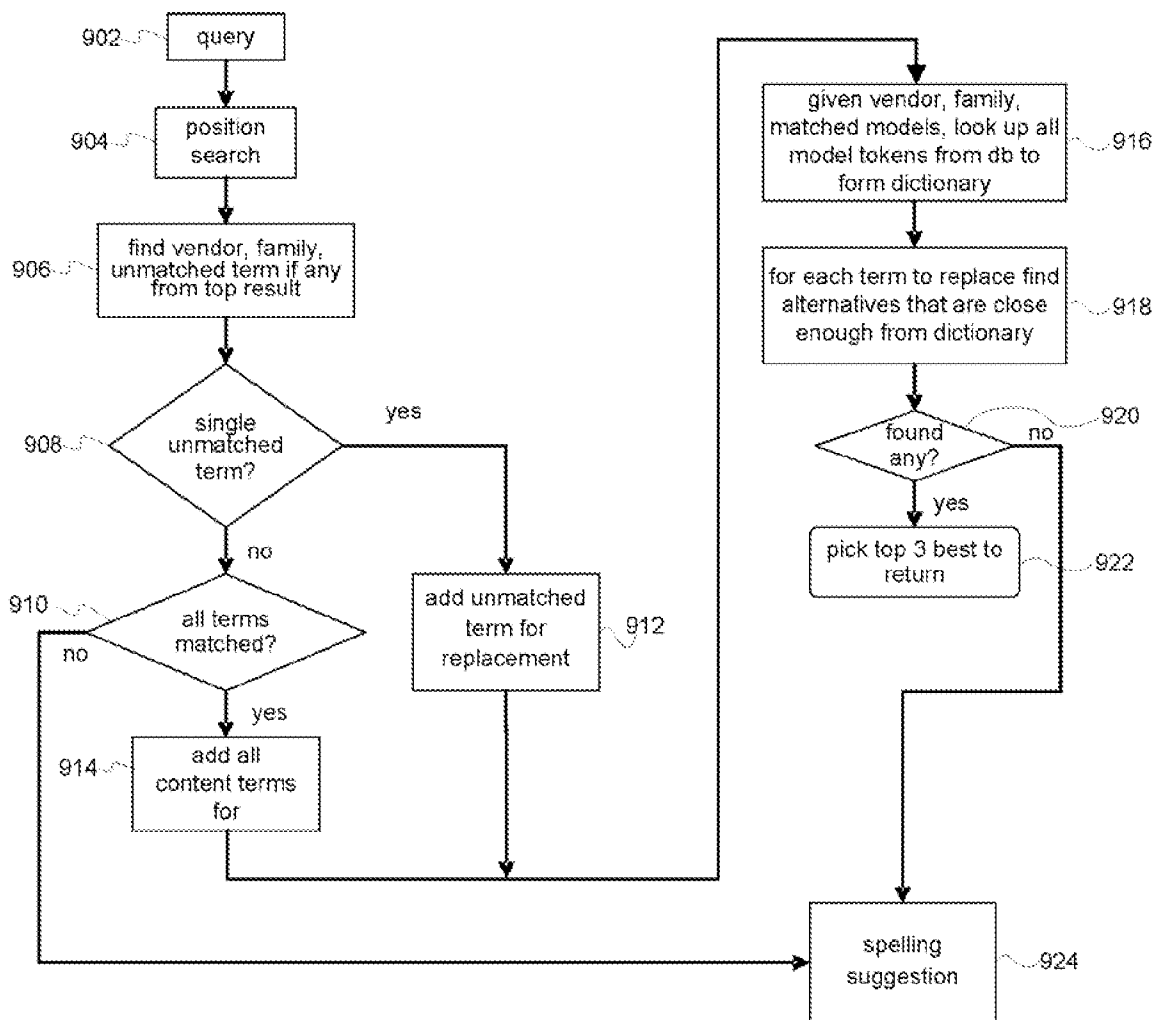 902
query
904
position
search
906
find vendor, family,
unmatched term if any
from top result
908
single
unmatched
term?
yes
no
910
all terms
matched?
no
yes
912
add unmatched
term for
replacement
914
add all
content terms
for
given vendor, family,
matched models, look up all
model tokens from db to
form dictionary
916
for each term to replace find
alternatives that are close
enough from dictionary
918
found
any?
920
no
yes
pick top 3 best to
return
922
spelling
suggestion
924